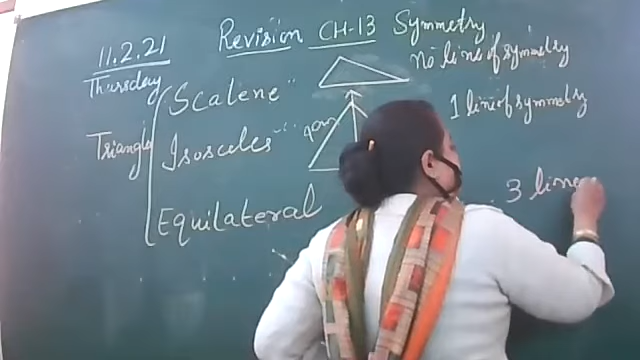 11.2.21
Thursday
Revision CH-13 Symmetry
Triangle
Scalene "
no line of symmetry
Isosceles
1 line of symmetry
Equilateral
3 line